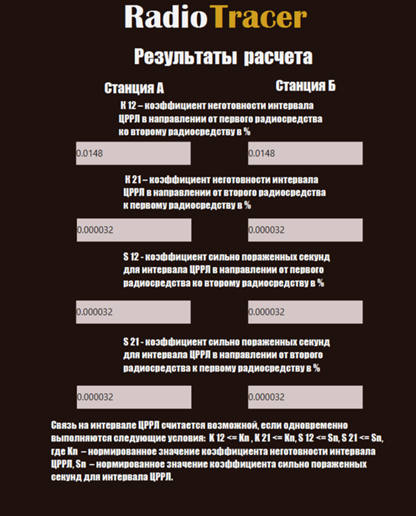 RadioTracer
Результаты расчета
Станция А Станция Б
К 12 – коэффициент неготовности интервала
ЦРРЛ в направлении от первого радиосредства
ко второму радиосредству в %
0.0148 0.0148
К 21 – коэффициент неготовности интервала
ЦРРЛ в направлении от второго радиосредства
к первому радиосредству в %
0.000032 0.000032
S 12 - коэффициент сильно пораженных секунд
для интервала ЦРРЛ в направлении от первого
радиосредства ко второму радиосредству в %
0.000032 0.000032
S 21 - коэффициент сильно пораженных секунд
для интервала ЦРРЛ в направлении от второго
радиосредства к первому радиосредству в %
0.000032 0.000032
Связь на интервале ЦРРЛ считается возможной, если одновременно
выполняются следующие условия: K 12 <= Kn , K 21 <= Kn, S 12 <= Sn, S 21 <= Sn,
где Kn – нормированное значение коэффициента неготовности интервала
ЦРРЛ, Sn – нормированное значение коэффициента сильно пораженных
секунд для интервала ЦРРЛ.